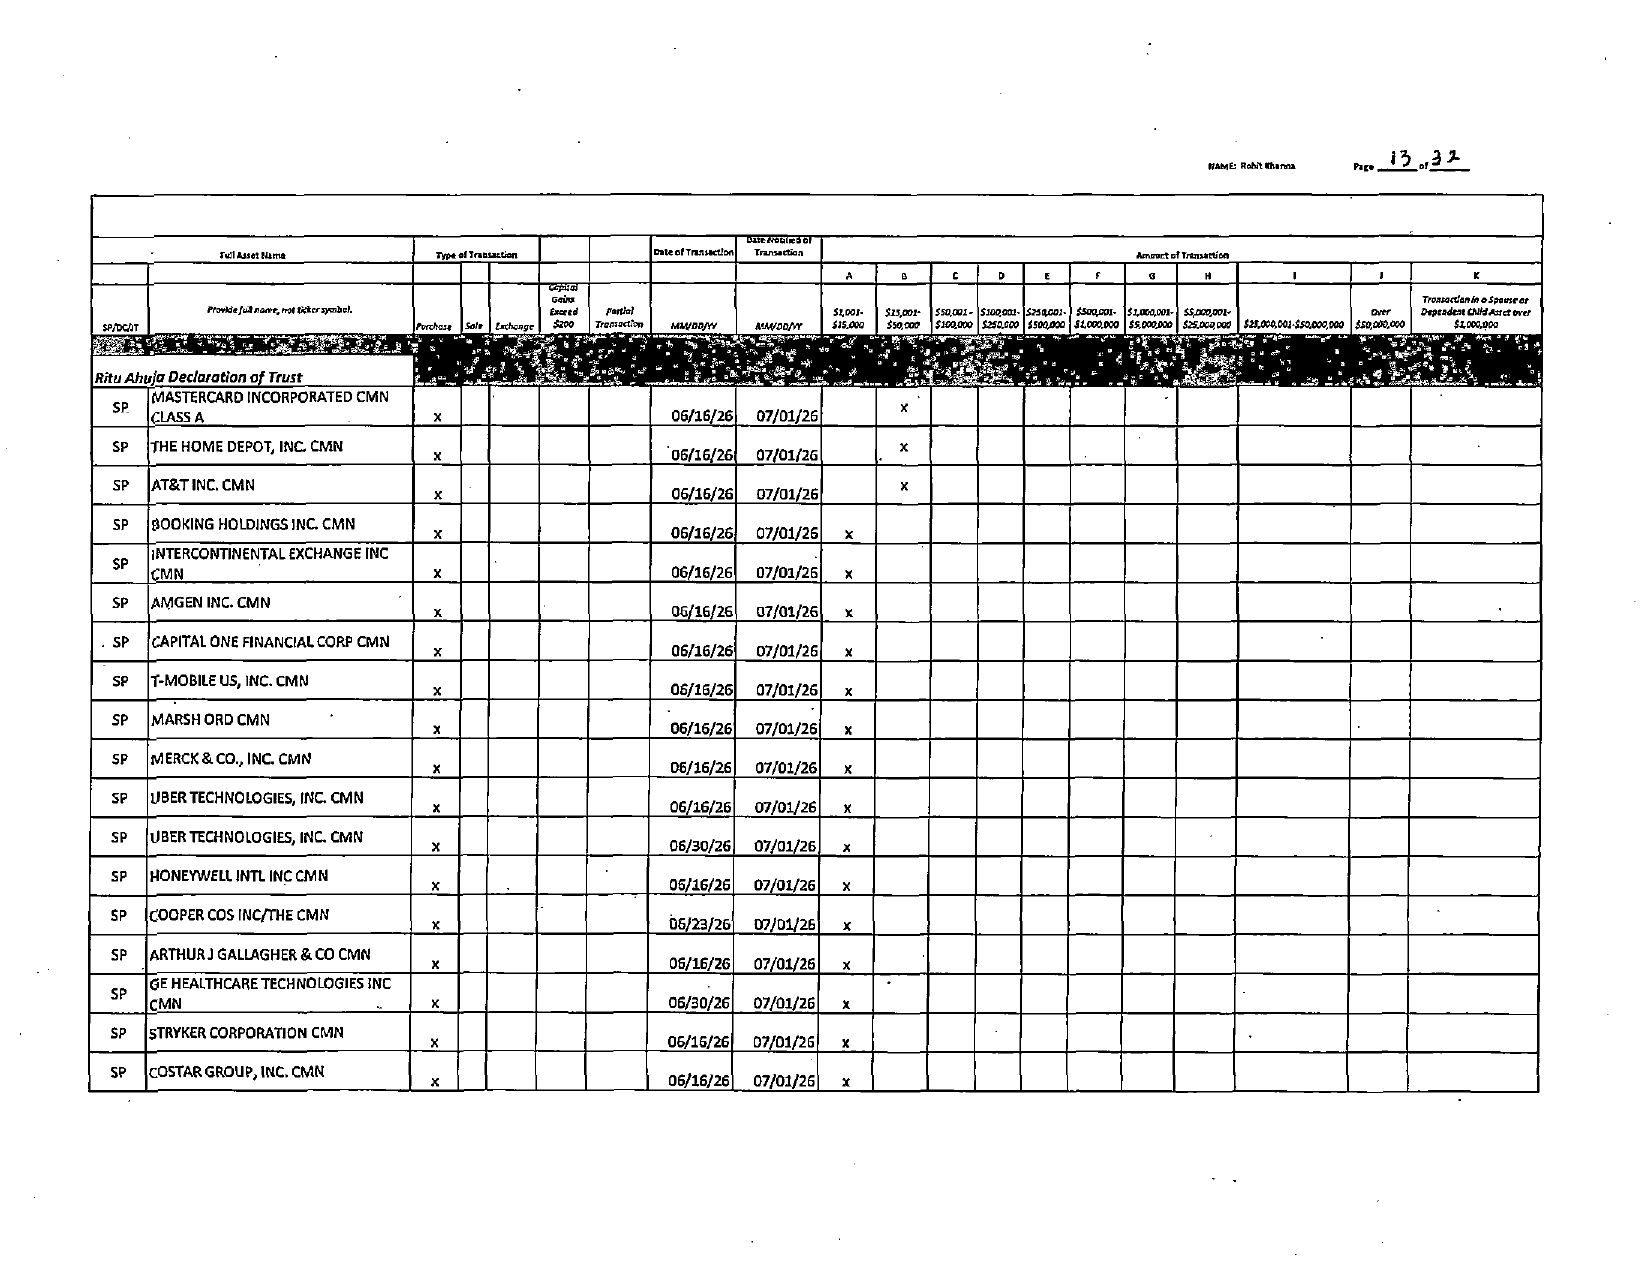 NAME: Rohit Khanna Page 13 of 32
Full Asset Name Type of Transaction Date of Transaction Date Notified of Transaction Amount of Transaction
A B C D E F G H I J K
SP/DC/JT Provide full name, not ticker symbol. Purchase Sale Exchange Capital Gains Exceed $200 Partial Transaction MM/DD/YY MM/DD/YY $1,001-$15,000 $15,001-$50,000 $50,001-$100,000 $100,001-$250,000 $250,001-$500,000 $500,001-$1,000,000 $1,000,001-$5,000,000 $5,000,001-$25,000,000 $25,000,001-$50,000,000 Over $50,000,000 Transaction in a Spouse or Dependent Child Asset over $1,000,000
Ritu Ahuja Declaration of Trust
SP MASTERCARD INCORPORATED CMN CLASS A x 06/16/26 07/01/26 x
SP THE HOME DEPOT, INC. CMN x 06/16/26 07/01/26 x
SP AT&T INC. CMN x 06/16/26 07/01/26 x
SP BOOKING HOLDINGS INC. CMN x 06/16/26 07/01/26 x
SP INTERCONTINENTAL EXCHANGE INC CMN x 06/16/26 07/01/26 x
SP AMGEN INC. CMN x 06/16/26 07/01/26 x
SP CAPITAL ONE FINANCIAL CORP CMN x 06/16/26 07/01/26 x
SP T-MOBILE US, INC. CMN x 06/16/26 07/01/26 x
SP MARSH ORD CMN x 06/16/26 07/01/26 x
SP MERCK & CO., INC. CMN x 06/16/26 07/01/26 x
SP UBER TECHNOLOGIES, INC. CMN x 06/16/26 07/01/26 x
SP UBER TECHNOLOGIES, INC. CMN x 06/30/26 07/01/26 x
SP HONEYWELL INTL INC CMN x 06/16/26 07/01/26 x
SP COOPER COS INC/THE CMN x 06/23/26 07/01/26 x
SP ARTHUR J GALLAGHER & CO CMN x 06/16/26 07/01/26 x
SP GE HEALTHCARE TECHNOLOGIES INC CMN x 06/30/26 07/01/26 x
SP STRYKER CORPORATION CMN x 06/16/26 07/01/26 x
SP COSTAR GROUP, INC. CMN x 06/16/26 07/01/26 x